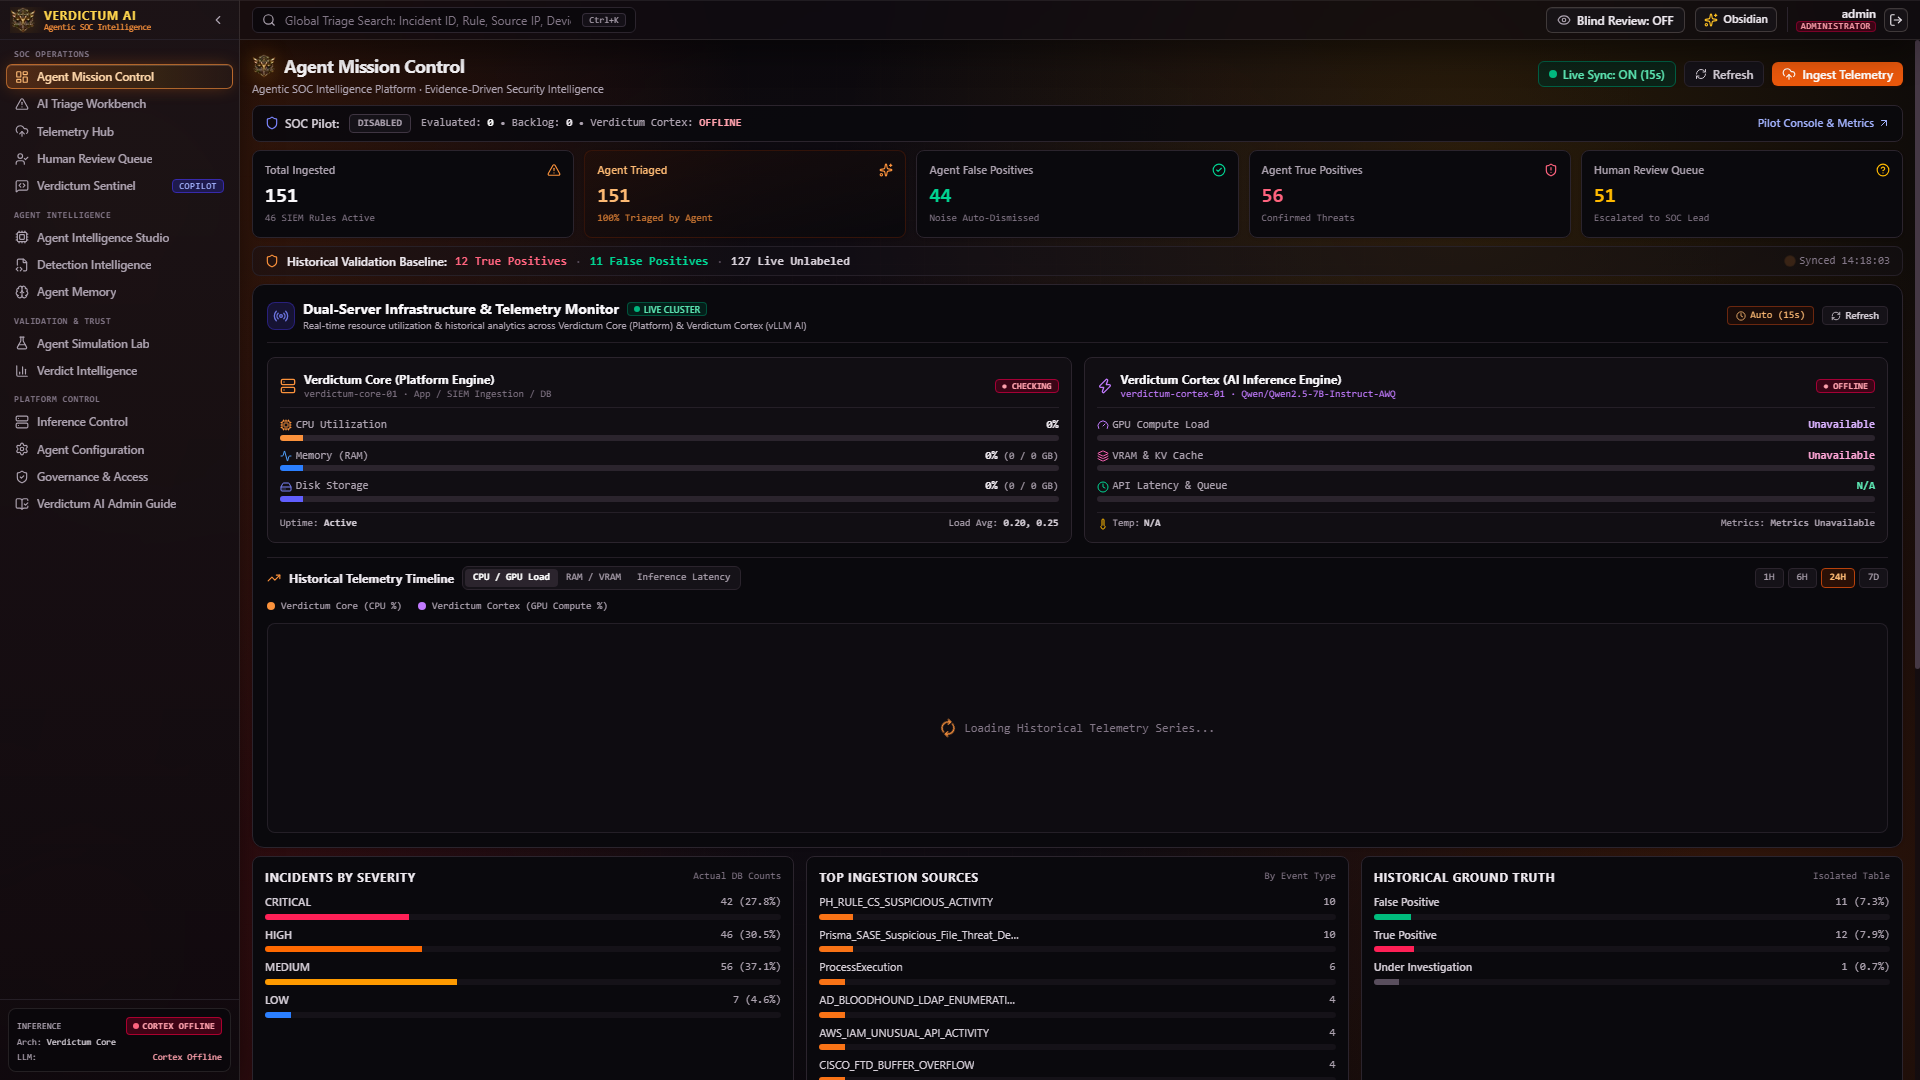 VERDICTUM AI
Agentic SOC Intelligence
Global Triage Search: Incident ID, Rule, Source IP, Devi
Ctrl+K
Blind Review: OFF
Obsidian
admin
ADMINISTRATOR
SOC OPERATIONS
Agent Mission Control
AI Triage Workbench
Telemetry Hub
Human Review Queue
Verdictum Sentinel
COPILOT
AGENT INTELLIGENCE
Agent Intelligence Studio
Detection Intelligence
Agent Memory
VALIDATION & TRUST
Agent Simulation Lab
Verdict Intelligence
PLATFORM CONTROL
Inference Control
Agent Configuration
Governance & Access
Verdictum AI Admin Guide
INFERENCE
CORTEX OFFLINE
Arch: Verdictum Core
LLM:
Cortex Offline
Agent Mission Control
Agentic SOC Intelligence Platform · Evidence-Driven Security Intelligence
Live Sync: ON (15s)
Refresh
Ingest Telemetry
SOC Pilot:
DISABLED
Evaluated: 0 • Backlog: 0 • Verdictum Cortex: OFFLINE
Pilot Console & Metrics
Total Ingested
151
46 SIEM Rules Active
Agent Triaged
151
100% Triaged by Agent
Agent False Positives
44
Noise Auto-Dismissed
Agent True Positives
56
Confirmed Threats
Human Review Queue
51
Escalated to SOC Lead
Historical Validation Baseline: 12 True Positives · 11 False Positives · 127 Live Unlabeled
Synced 14:18:03
Dual-Server Infrastructure & Telemetry Monitor
LIVE CLUSTER
Real-time resource utilization & historical analytics across Verdictum Core (Platform) & Verdictum Cortex (vLLM AI)
Auto (15s)
Refresh
Verdictum Core (Platform Engine)
verdictum-core-01 · App / SIEM Ingestion / DB
CHECKING
CPU Utilization
0%
Memory (RAM)
0% (0 / 0 GB)
Disk Storage
0% (0 / 0 GB)
Uptime: Active
Load Avg: 0.20, 0.25
Verdictum Cortex (AI Inference Engine)
verdictum-cortex-01 · Qwen/Qwen2.5-7B-Instruct-AWQ
OFFLINE
GPU Compute Load
Unavailable
VRAM & KV Cache
Unavailable
API Latency & Queue
N/A
Temp: N/A
Metrics: Metrics Unavailable
Historical Telemetry Timeline
CPU / GPU Load
RAM / VRAM
Inference Latency
1H
6H
24H
7D
Verdictum Core (CPU %)
Verdictum Cortex (GPU Compute %)
Loading Historical Telemetry Series...
INCIDENTS BY SEVERITY
Actual DB Counts
CRITICAL
42 (27.8%)
HIGH
46 (30.5%)
MEDIUM
56 (37.1%)
LOW
7 (4.6%)
TOP INGESTION SOURCES
By Event Type
PH_RULE_CS_SUSPICIOUS_ACTIVITY
10
Prisma_SASE_Suspicious_File_Threat_De...
10
ProcessExecution
6
AD_BLOODHOUND_LDAP_ENUMERATI...
4
AWS_IAM_UNUSUAL_API_ACTIVITY
4
CISCO_FTD_BUFFER_OVERFLOW
4
HISTORICAL GROUND TRUTH
Isolated Table
False Positive
11 (7.3%)
True Positive
12 (7.9%)
Under Investigation
1 (0.7%)